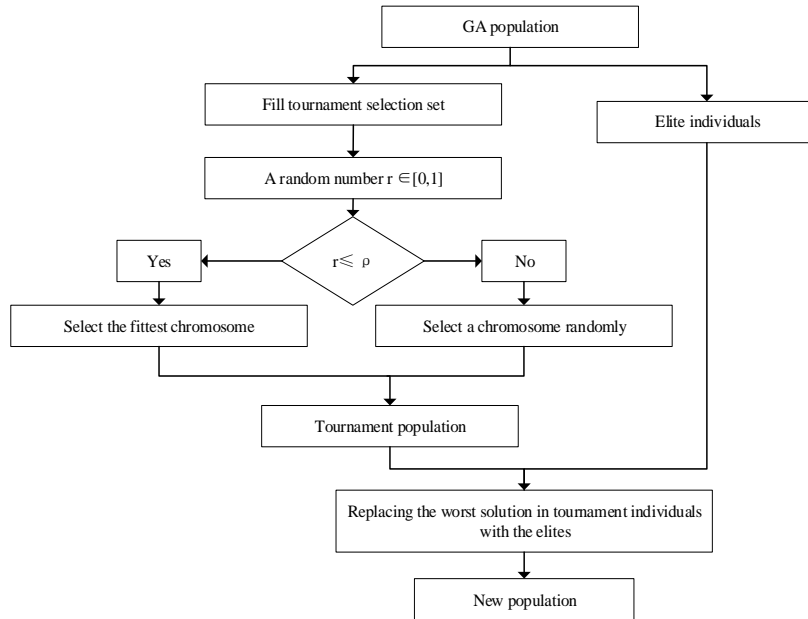 GA population
Fill tournament selection set
Elite individuals
A random number r ∈[0,1]
r≤ ρ
Yes
No
Select the fittest chromosome
Select a chromosome randomly
Tournament population
Replacing the worst solution in tournament individuals
with the elites
New population